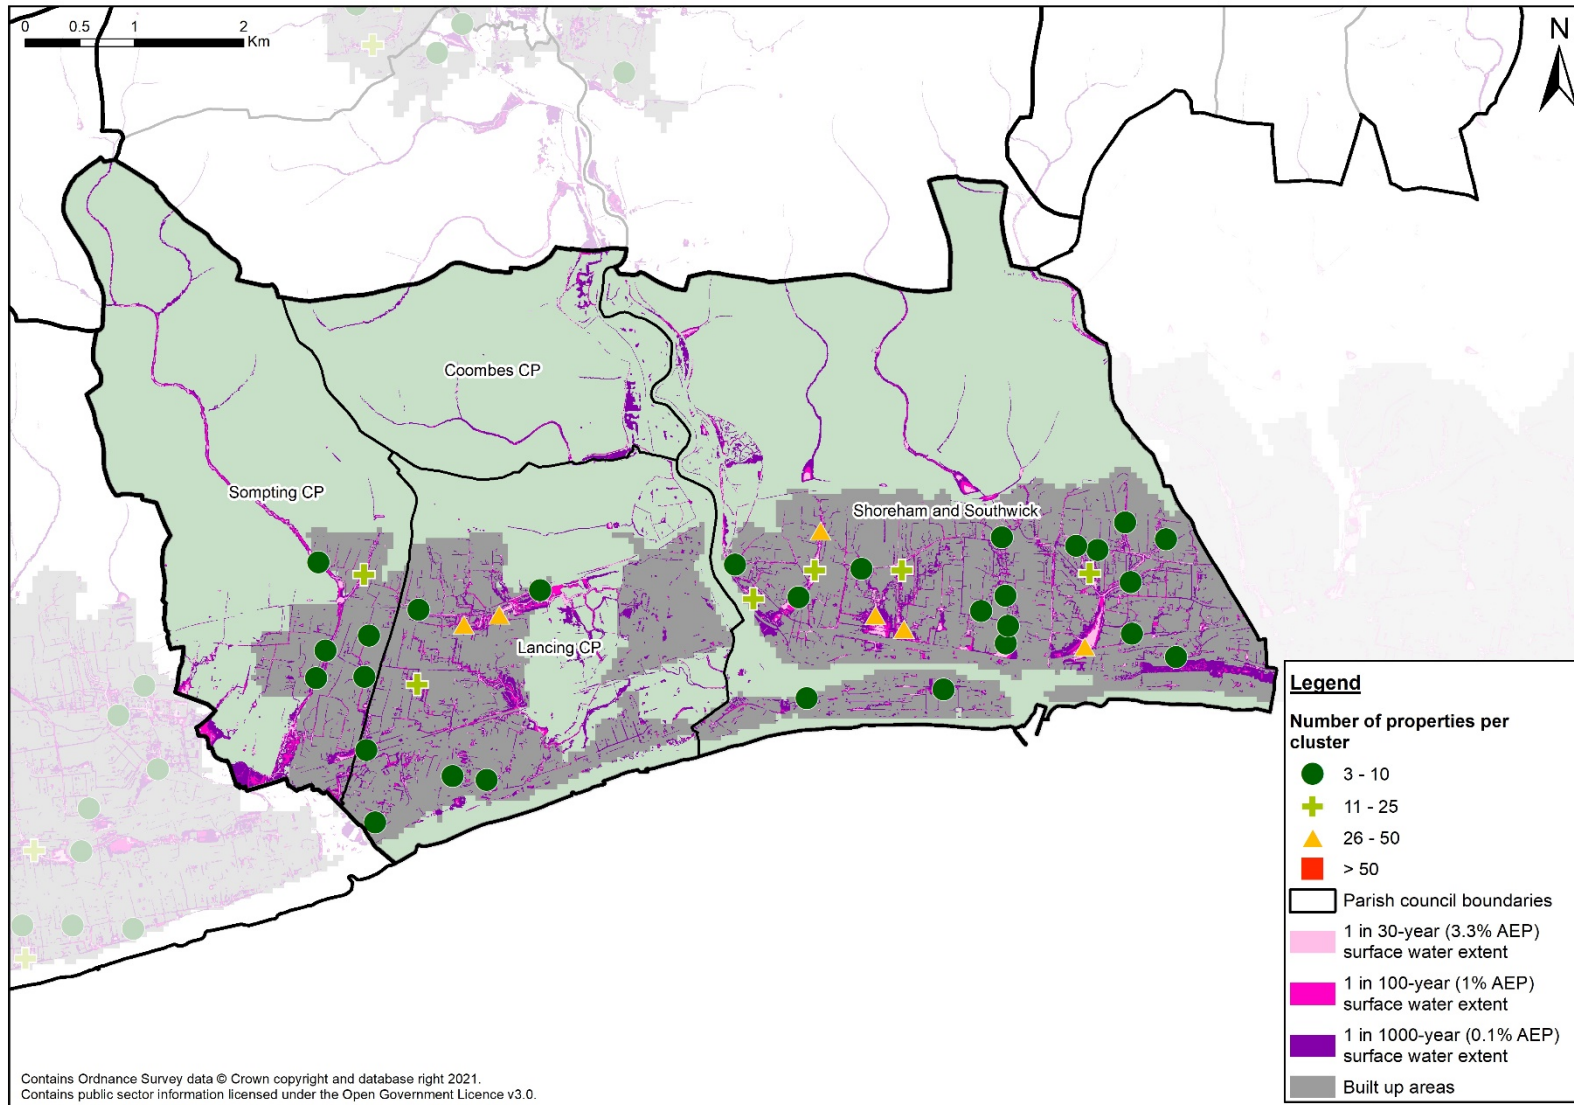 0 0.5 1 2
Km
N
Coombes CP
Sompting CP
Shoreham and Southwick
Lancing CP
Legend
Number of properties per
cluster
3 - 10
11 - 25
26 - 50
> 50
Parish council boundaries
1 in 30-year (3.3% AEP)
surface water extent
1 in 100-year (1% AEP)
surface water extent
1 in 1000-year (0.1% AEP)
surface water extent
Built up areas
Contains Ordnance Survey data © Crown copyright and database right 2021.
Contains public sector information licensed under the Open Government Licence v3.0.